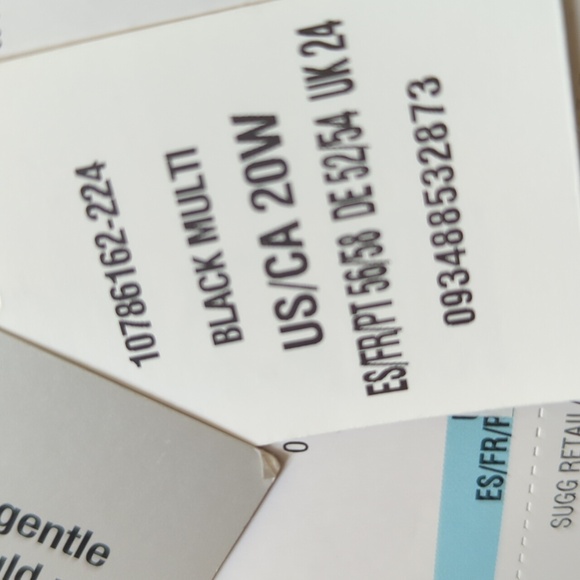 10786162-224
BLACK MULTI
US/CA 20W
ES/FR/PT 56/58 DE 52/54 UK 24
093488532873
0
ES/FR/P
SUGG RETAIL
gentle